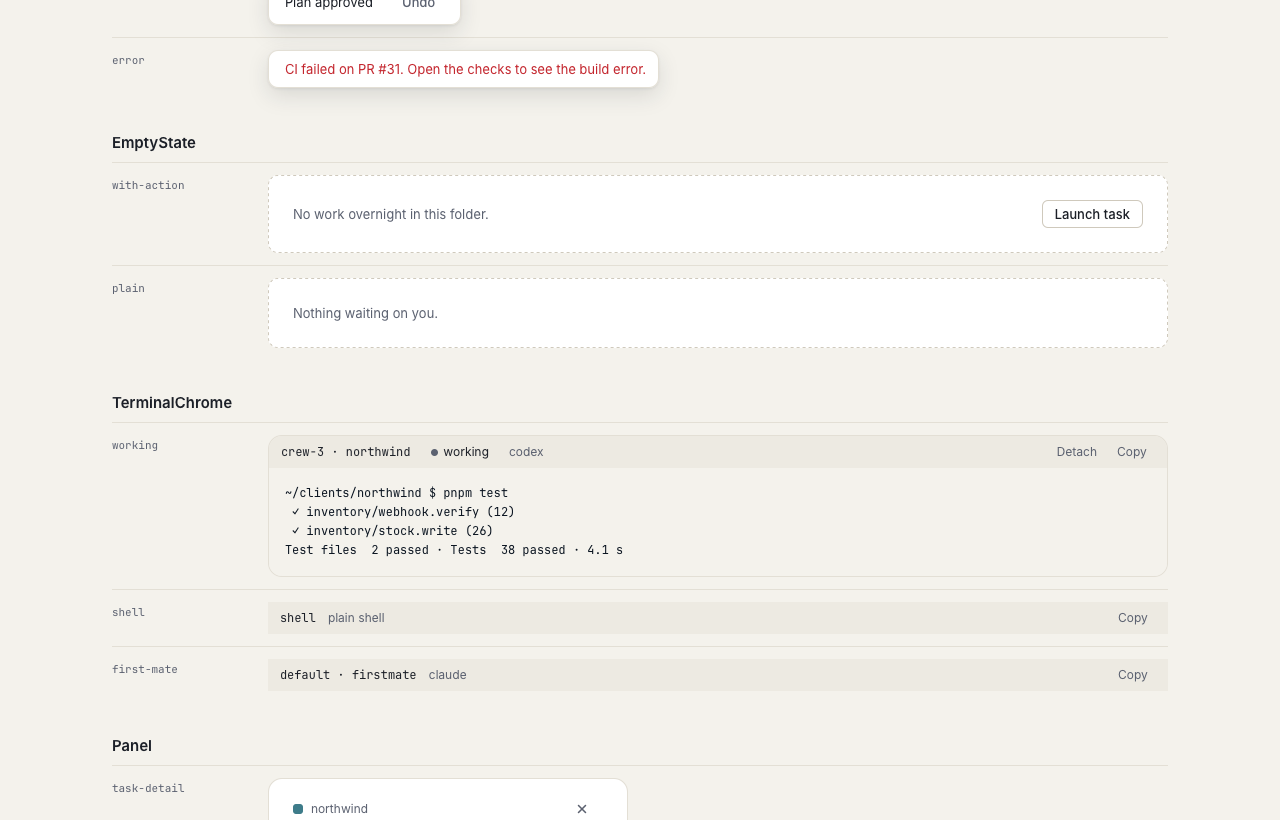 Plan approved Undo
error
CI failed on PR #31. Open the checks to see the build error.
EmptyState
with-action
No work overnight in this folder.
Launch task
plain
Nothing waiting on you.
TerminalChrome
working
crew-3 · northwind ● working codex Detach Copy
~/clients/northwind $ pnpm test
✓ inventory/webhook.verify (12)
✓ inventory/stock.write (26)
Test files 2 passed · Tests 38 passed · 4.1 s
shell
shell plain shell Copy
first-mate
default · firstmate claude Copy
Panel
task-detail
northwind ✕